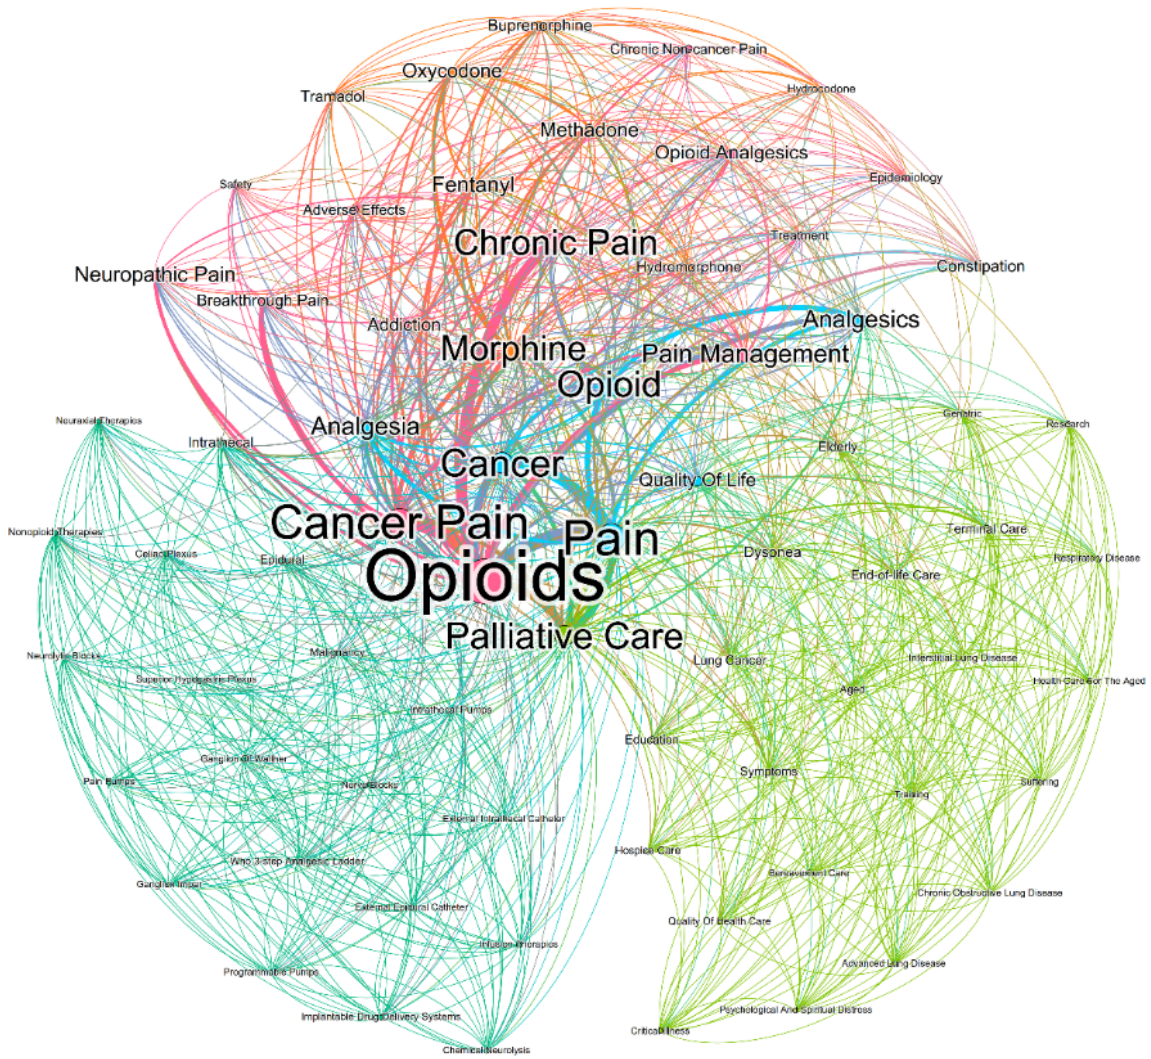 Buprenorphine
Chronic Non-cancer Pain
Oxycodone
Tramadol
Hydrocodone
Methadone
Opioid Analgesics
Epidemiology
Safety
Fentanyl
Adverse Effects
Treatment
Chronic Pain
Hydromorphone
Constipation
Neuropathic Pain
Breakthrough Pain
Addiction
Analgesics
Morphine
Pain Management
Opioid
Geriatric
Research
Neuraxial Therapies
Analgesia
Intrathecal
Elderly
Cancer
Quality Of Life
Cancer Pain
Pain
Terminal Care
Nonopioid Therapies
Celiac Plexus
Epidural
Dyspnea
Respiratory Disease
Opioids
End-of-life Care
Palliative Care
Neurolytic Blocks
Malignancy
Lung Cancer
Interstitial Lung Disease
Superior Hypogastric Plexus
Health Care For The Aged
Aged
Intrathecal Pumps
Education
Ganglion Of Walther
Symptoms
Pain Pumps
Nerve Blocks
Suffering
Training
External Intrathecal Catheter
Hospice Care
Who 3-step Analgesic Ladder
Bereavement Care
Ganglion Impar
Chronic Obstructive Lung Disease
External Epidural Catheter
Quality Of Health Care
Infusion Therapies
Advanced Lung Disease
Programmable Pumps
Implantable Drug Delivery Systems
Psychological And Spiritual Distress
Critical Illness
Chemical Neurolysis